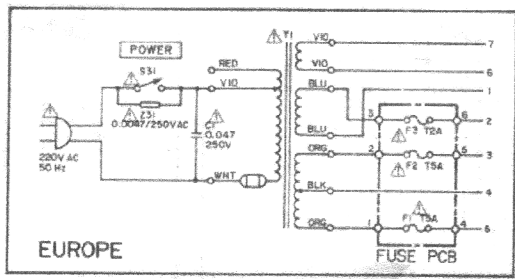 POWER
S31
Z31
0.0047/250VAC
220V AC
50 Hz
RED
VIO
0.047
250V
WHT
T1
VIO
VIO
BLU
BLU
ORG
BLK
ORG
7
6
1
3
F3 T2A
6
2
2
F2 T5A
5
3
4
1
F1 T5A
4
5
EUROPE
FUSE PCB